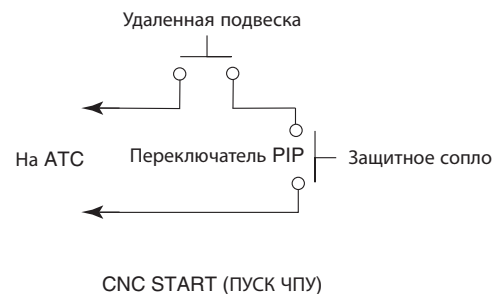 Удаленная подвеска
На АТС
Переключатель PIP
Защитное сопло
CNC START (ПУСК ЧПУ)